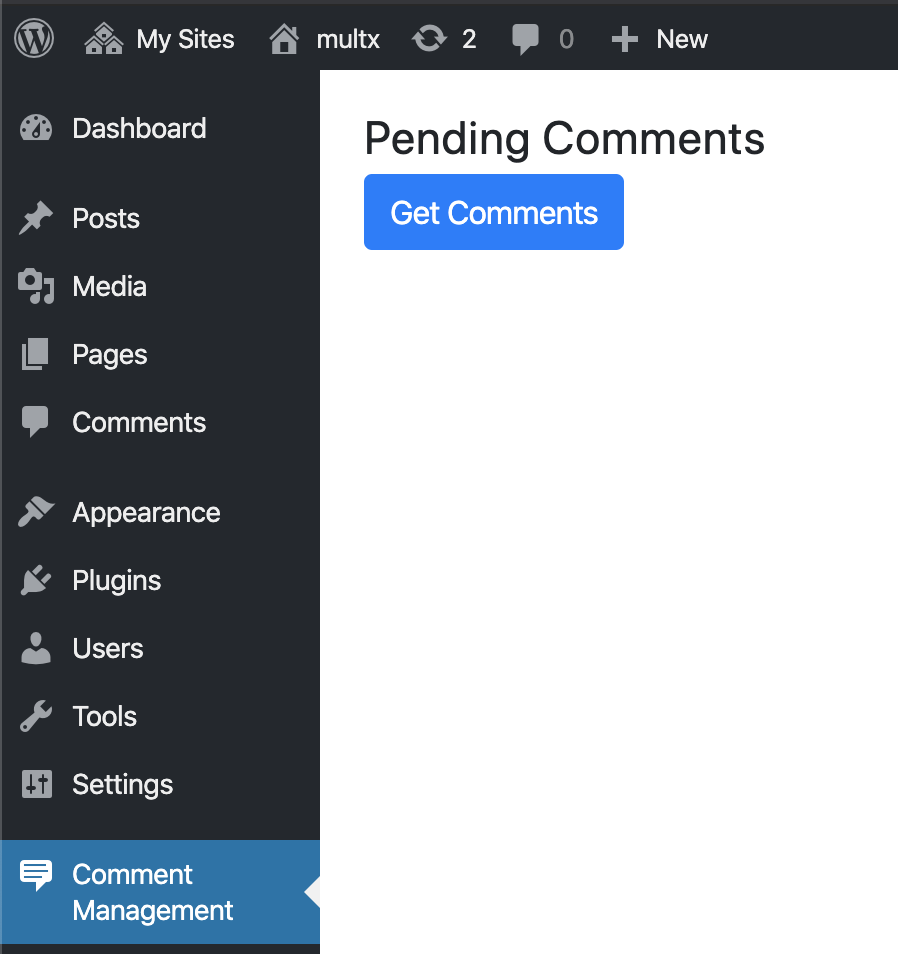 My Sites multx 2 0 New
Dashboard
Posts
Media
Pages
Comments
Appearance
Plugins
Users
Tools
Settings
Comment
Management
Pending Comments
Get Comments